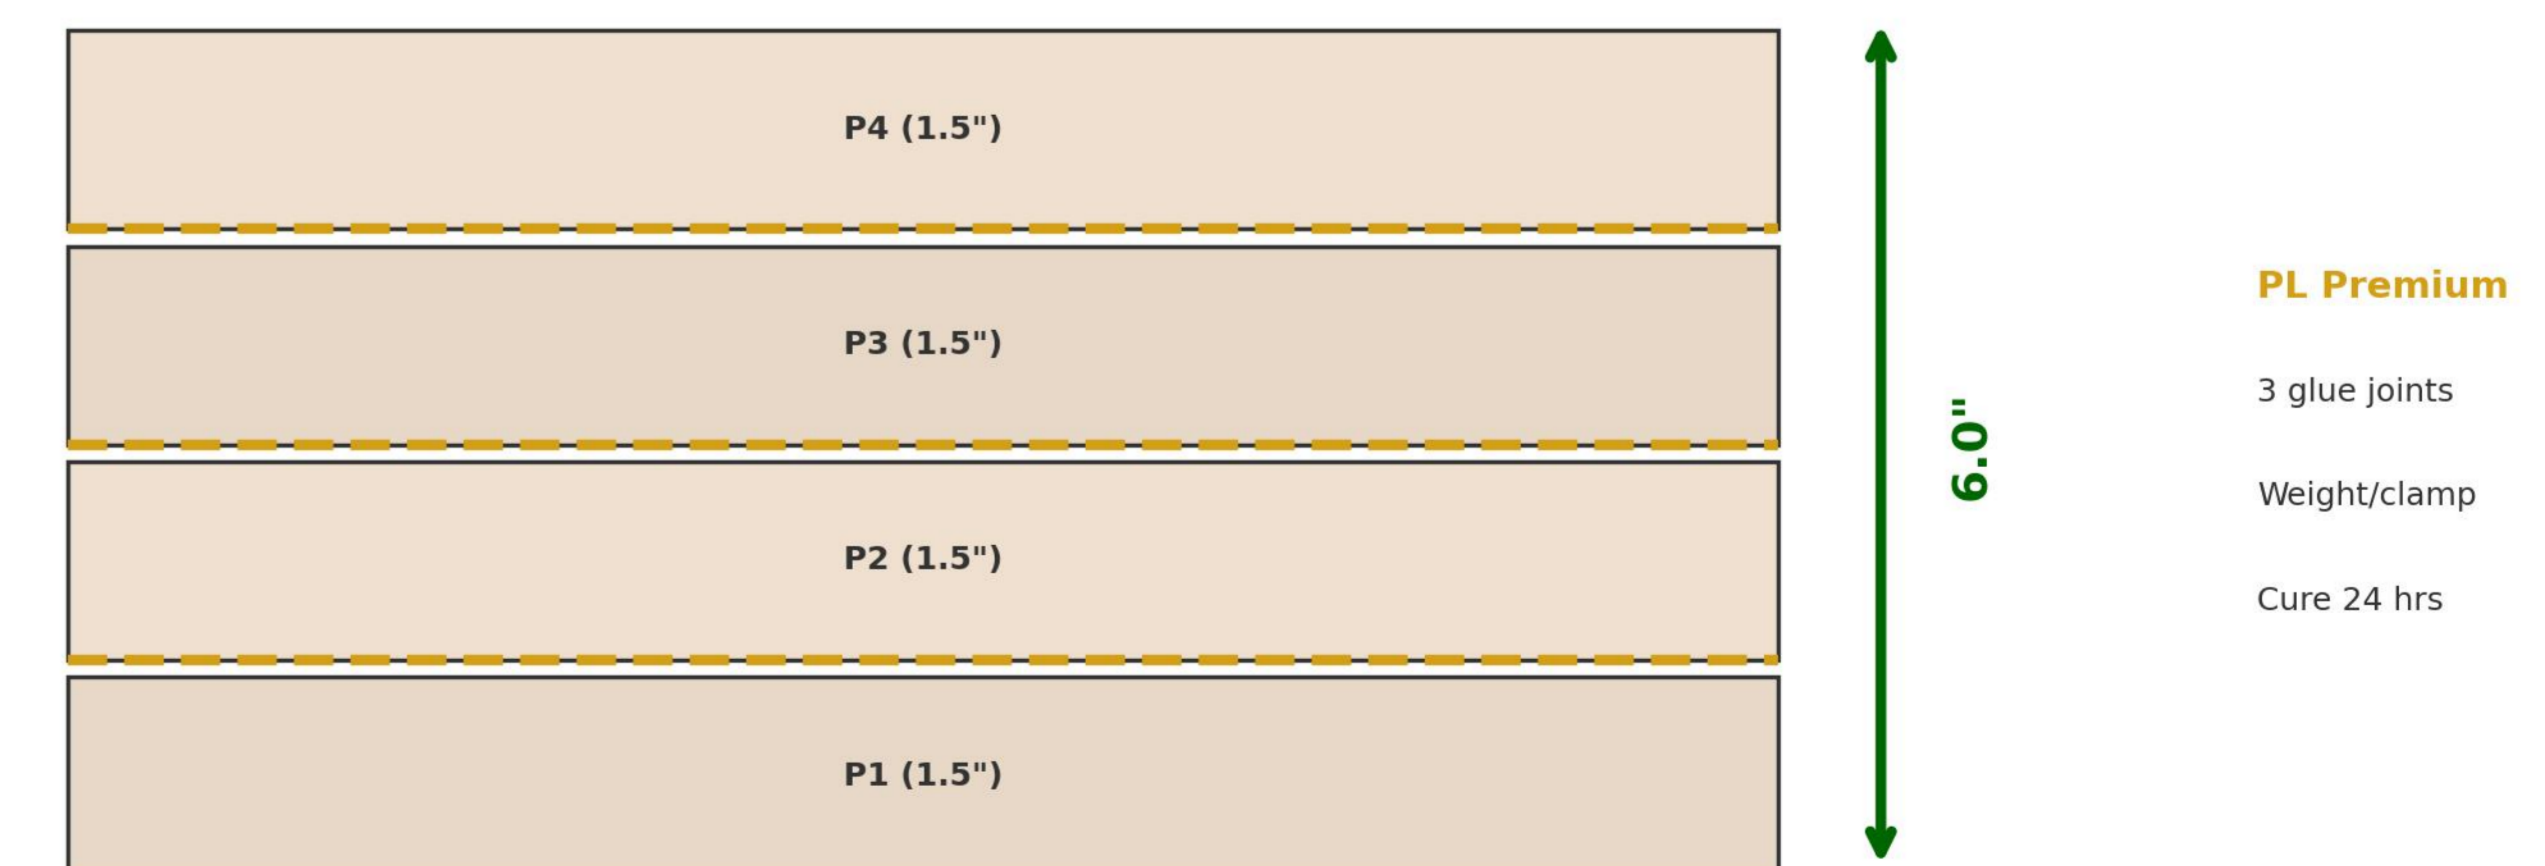 P4 (1.5")
P3 (1.5")
P2 (1.5")
P1 (1.5")
6.0"
PL Premium
3 glue joints
Weight/clamp
Cure 24 hrs